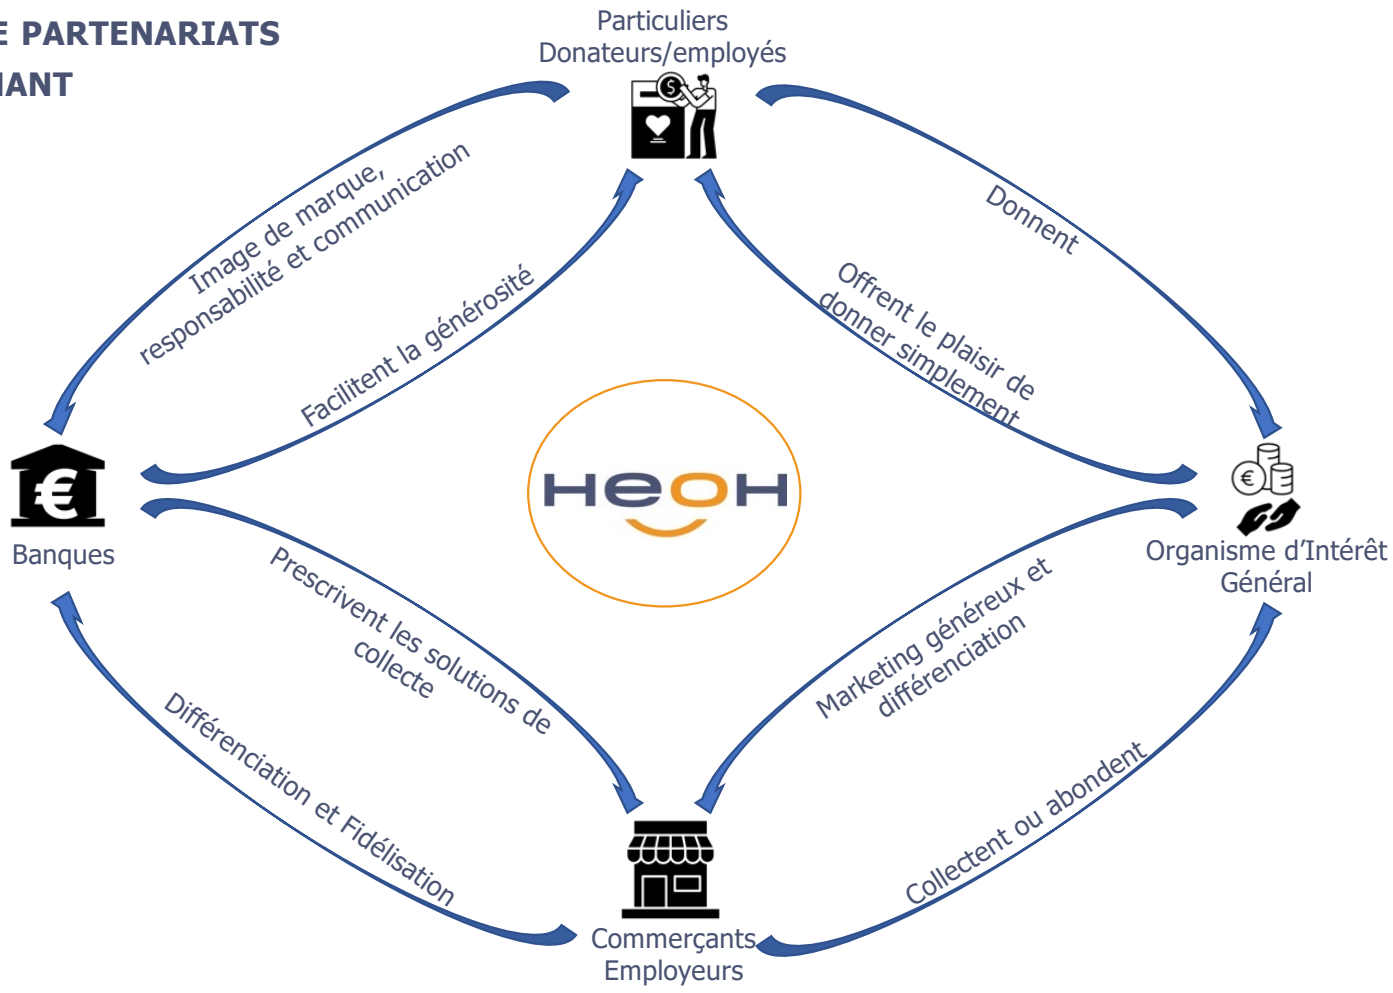 E PARTENARIATS
Particuliers
Donateurs/employés
Image de marque,
responsabilité et communication
Facilitent la générosité
Donnent
Offrent le plaisir de
donner simplement
HeOH
Banques
Organisme d’Intérêt
Général
Prescrivent les solutions de
collecte
Marketing généreux et
différenciation
Différenciation et Fidélisation
Collectent ou abondent
Commerçants
Employeurs